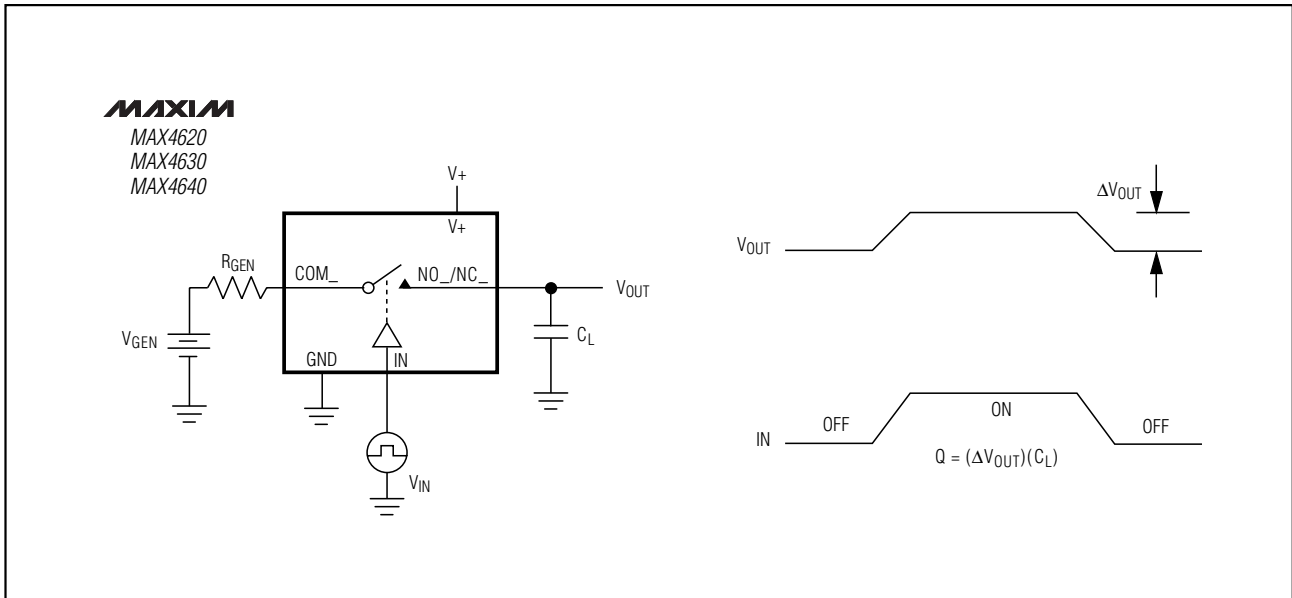 MAXIM
MAX4620
MAX4630
MAX4640
V+
V+
RGEN
COM_
NO_/NC_
VOUT
VGEN
CL
GND
IN
VIN
ΔVOUT
VOUT
IN
OFF
ON
OFF
Q = (ΔVOUT)(CL)